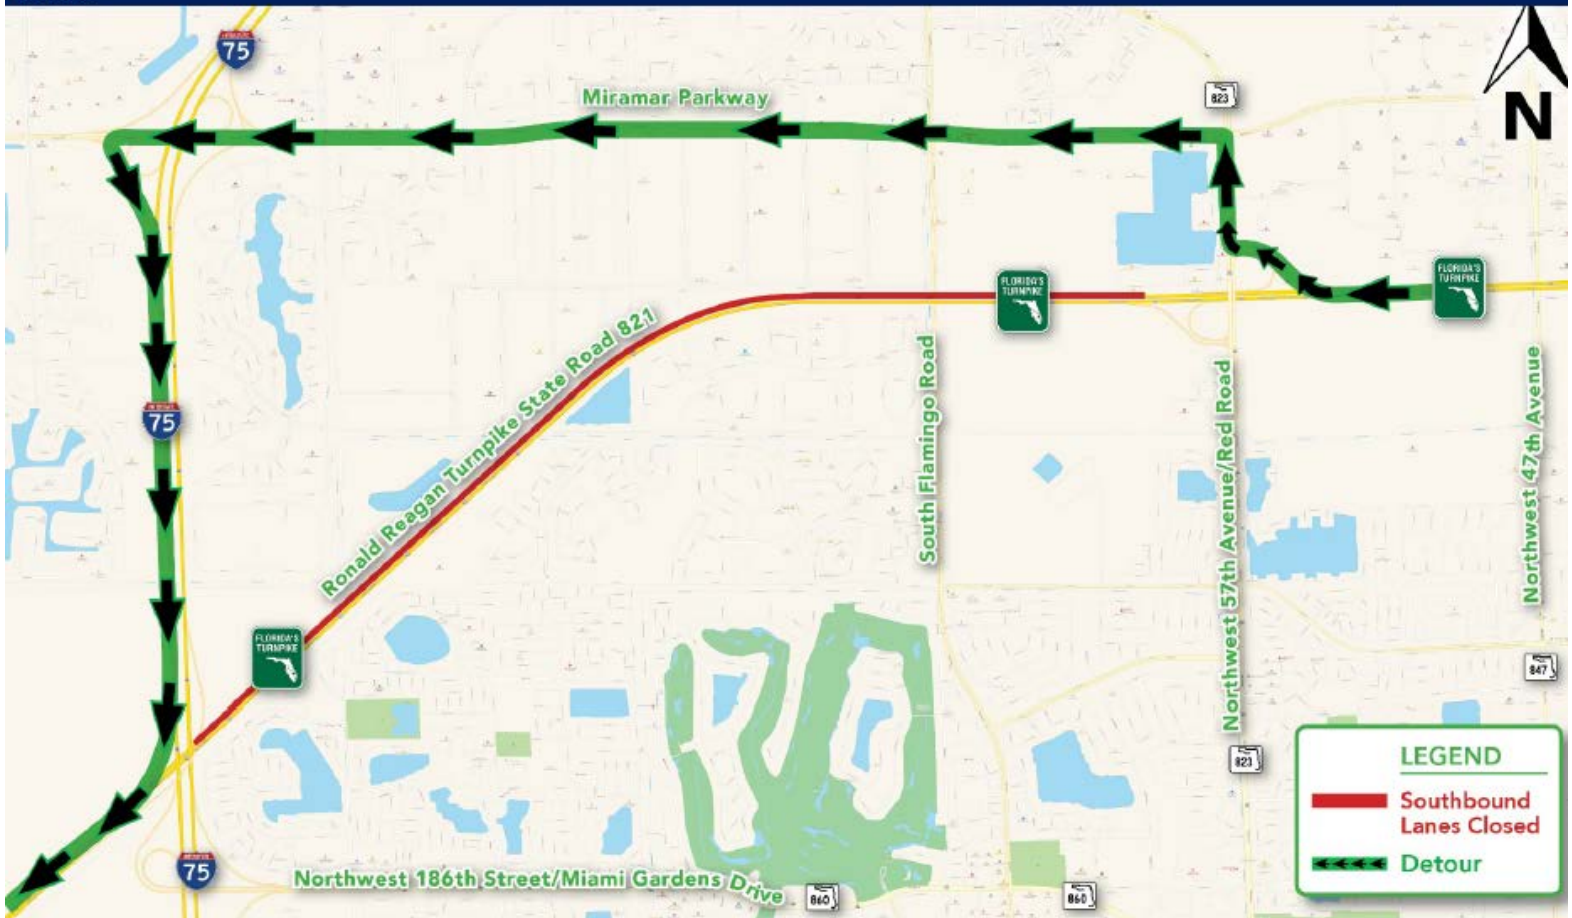 75
Miramar Parkway
823
N
FLORIDA'S
TURNPIKE
FLORIDA'S
TURNPIKE
Ronald Reagan Turnpike State Road 821
South Flamingo Road
Northwest 57th Avenue/Red Road
Northwest 47th Avenue
75
FLORIDA'S
TURNPIKE
847
823
LEGEND
Southbound
Lanes Closed
Detour
75
Northwest 186th Street/Miami Gardens Drive
860
860